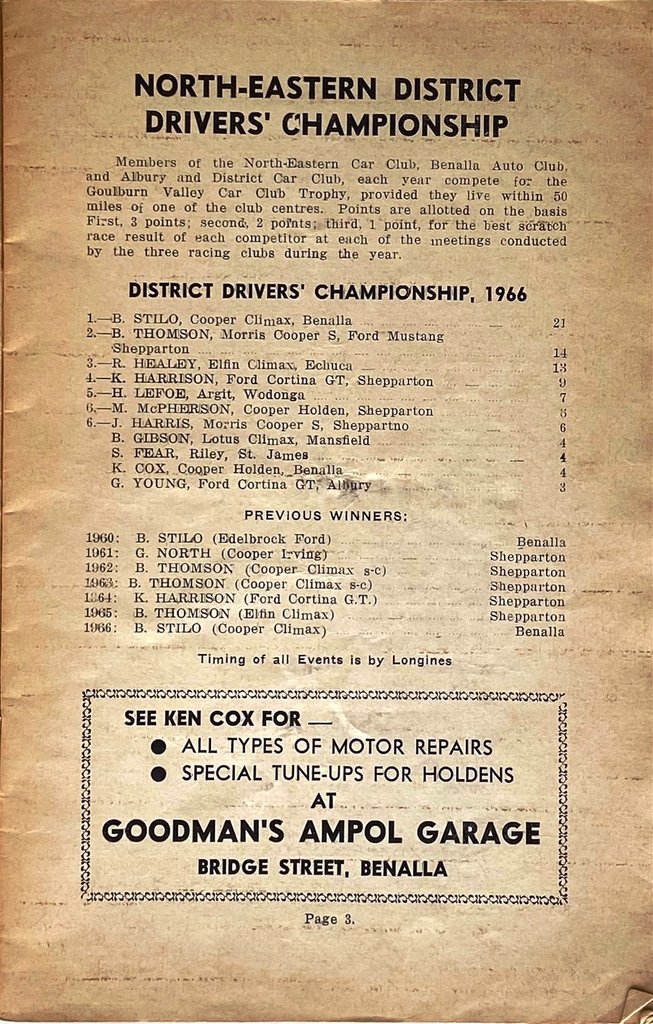 NORTH-EASTERN DISTRICT
DRIVERS' CHAMPIONSHIP
Members of the North-Eastern Car Club, Benalla Auto Club,
and Albury and District Car Club, each year compete for the
Goulburn Valley Car Club Trophy, provided they live within 50
miles of one of the club centres. Points are allotted on the basis
First, 3 points; second, 2 points; third, 1 point, for the best scratch
race result of each competitor at each of the meetings conducted
by the three racing clubs during the year.
DISTRICT DRIVERS' CHAMPIONSHIP, 1966
1.—B. STILO, Cooper Climax, Benalla 21
2.—B. THOMSON, Morris Cooper S, Ford Mustang
Shepparton 14
3.—R. HEALEY, Elfin Climax, Echuca 13
4.—K. HARRISON, Ford Cortina GT, Shepparton 9
5.—H. LEFOE, Argit, Wodonga 7
6.—M. McPHERSON, Cooper Holden, Shepparton
6.—J. HARRIS, Morris Cooper S, Sheppartno 6
B. GIBSON, Lotus Climax, Mansfield 4
S. FEAR, Riley, St. James 4
K. COX, Cooper Holden, Benalla 4
G. YOUNG, Ford Cortina GT, Albury 3
PREVIOUS WINNERS:
1960: B. STILO (Edelbrock Ford) Benalla
1961: G. NORTH (Cooper Irving) Shepparton
1962: B. THOMSON (Cooper Climax s-c) Shepparton
1963: B. THOMSON (Cooper Climax s-c) Shepparton
1964: K. HARRISON (Ford Cortina G.T.) Shepparton
1965: B. THOMSON (Elfin Climax) Shepparton
1966: B. STILO (Cooper Climax) Benalla
Timing of all Events is by Longines
SEE KEN COX FOR —
● ALL TYPES OF MOTOR REPAIRS
● SPECIAL TUNE-UPS FOR HOLDENS
AT
GOODMAN'S AMPOL GARAGE
BRIDGE STREET, BENALLA
Page 3.